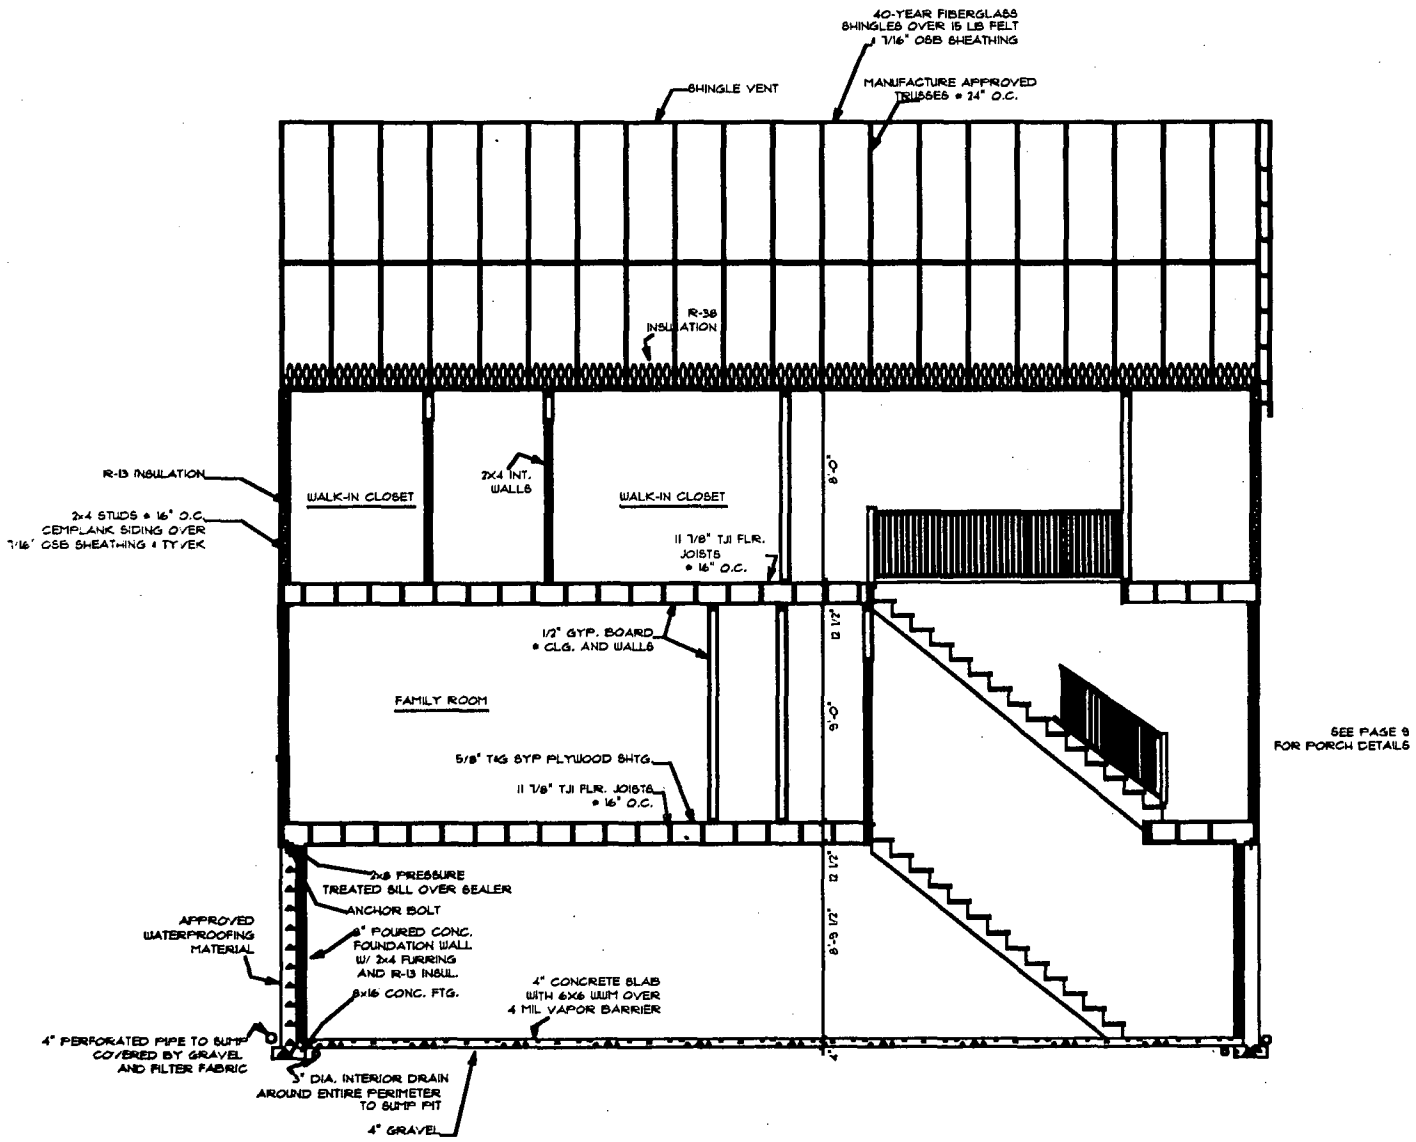 40-YEAR FIBERGLASS
SHINGLES OVER 15 LB FELT
& 7/16" OSB SHEATHING
SHINGLE VENT
MANUFACTURE APPROVED
TRUSSES @ 24" O.C.
R-38
INSULATION
R-13 INSULATION
2x4 STUDS @ 16" O.C.
CEMPLANK SIDING OVER
7/16" OSB SHEATHING & TYVEK
WALK-IN CLOSET
2X4 INT.
WALLS
WALK-IN CLOSET
8'-0"
11 7/8" TJI FLR.
JOISTS
@ 16" O.C.
1/2" GYP. BOARD
@ CLG. AND WALLS
12 1/2"
FAMILY ROOM
9'-0"
SEE PAGE 9
FOR PORCH DETAILS
5/8" T&G SYP PLYWOOD SHTG.
11 7/8" TJI FLR. JOISTS
@ 16" O.C.
2x8 PRESSURE
TREATED SILL OVER SEALER
12 1/2"
ANCHOR BOLT
APPROVED
WATERPROOFING
MATERIAL
8" POURED CONC.
FOUNDATION WALL
W/ 2x4 FURRING
AND R-13 INSUL.
8'-9 1/2"
8x16 CONC. FTG.
4" CONCRETE SLAB
WITH 6X6 WWM OVER
4 MIL VAPOR BARRIER
4" PERFORATED PIPE TO SUMP
COVERED BY GRAVEL
AND FILTER FABRIC
4"
3" DIA. INTERIOR DRAIN
AROUND ENTIRE PERIMETER
TO SUMP PIT
4" GRAVEL